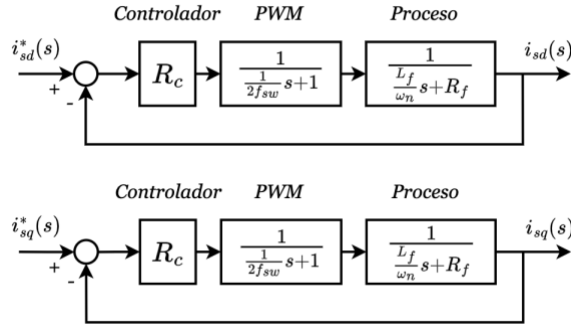 Controlador PWM Proceso
i*sd(s) + - Rc 1/(1/(2fsw) s+1) 1/(Lf/ωn s+Rf) isd(s)
Controlador PWM Proceso
i*sq(s) + - Rc 1/(1/(2fsw) s+1) 1/(Lf/ωn s+Rf) isq(s)